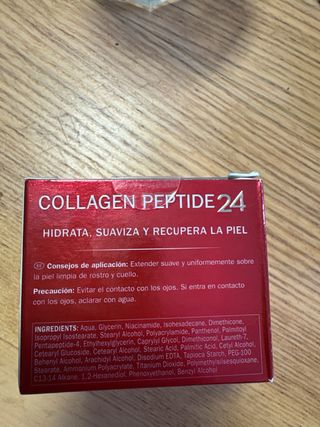 COLLAGEN PEPTIDE 24
HIDRATA, SUAVIZA Y RECUPERA LA PIEL
Consejos de aplicación: Extender suave y uniformemente sobre
la piel limpia de rostro y cuello.
Precaución: Evitar el contacto con los ojos. Si entra en contacto
con los ojos, aclarar con agua.
INGREDIENTS: Aqua, Glycerin, Niacinamide, Isohexadecane, Dimethicone,
Isopropyl Isostearate, Stearyl Alcohol, Polyacrylamide, Panthenol, Palmitoyl
Pentapeptide-4, Ethylhexylglycerin, Caprylyl Glycol, Dimethiconol, Laureth-7,
Cetearyl Glucoside, Cetearyl Alcohol, Stearic Acid, Palmitic Acid, Cetyl Alcohol,
Behenyl Alcohol, Arachidyl Alcohol, Disodium EDTA, Tapioca Starch, PEG-100
Stearate, Ammonium Polyacrylate, Titanium Dioxide, Polymethylsilsesquioxane,
C13-14 Alkane, 1,2-Hexanediol, Phenoxyethanol, Benzyl Alcohol